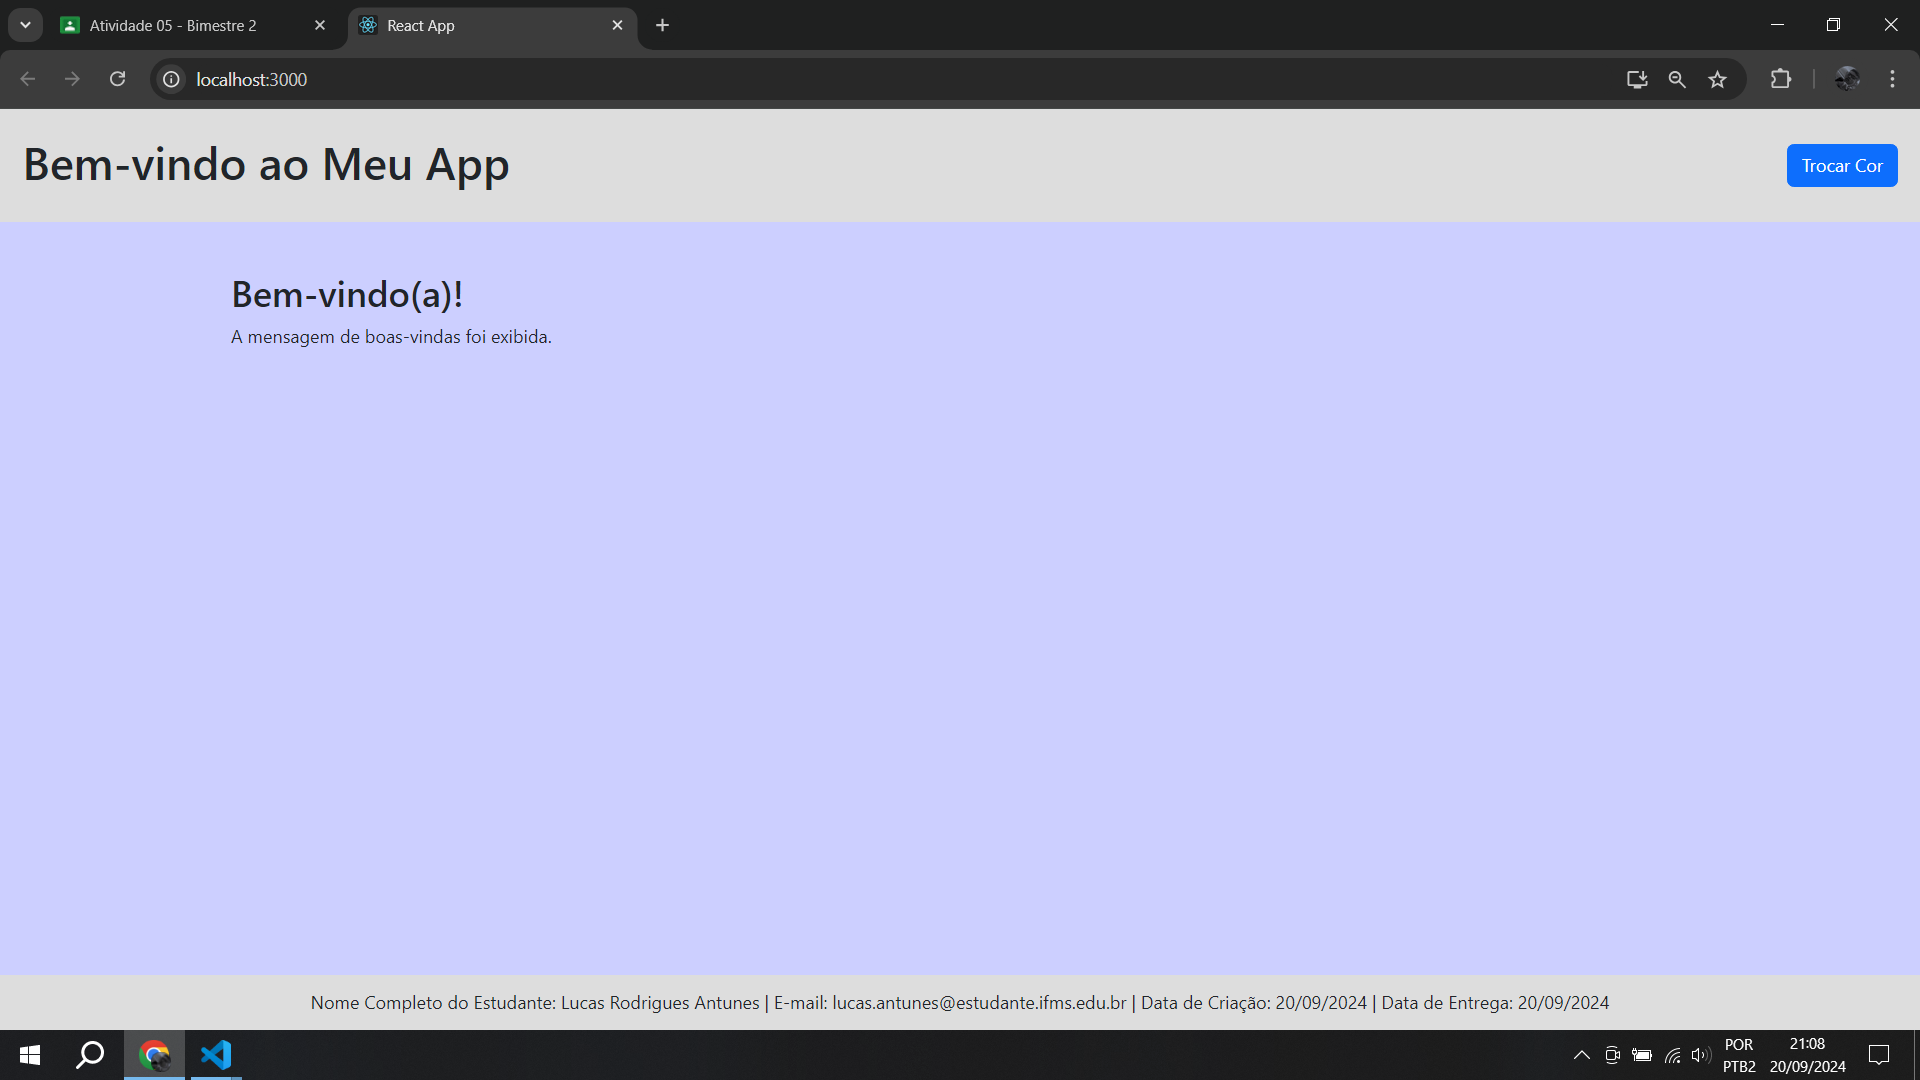 Atividade 05 - Bimestre 2
React App
localhost:3000
Bem-vindo ao Meu App
Trocar Cor
Bem-vindo(a)!
A mensagem de boas-vindas foi exibida.
Nome Completo do Estudante: Lucas Rodrigues Antunes | E-mail: lucas.antunes@estudante.ifms.edu.br | Data de Criação: 20/09/2024 | Data de Entrega: 20/09/2024
POR
PTB2
21:08
20/09/2024